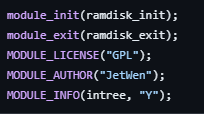 module_init(ramdisk_init);
module_exit(ramdisk_exit);
MODULE_LICENSE("GPL");
MODULE_AUTHOR("JetWen");
MODULE_INFO(intree, "Y");